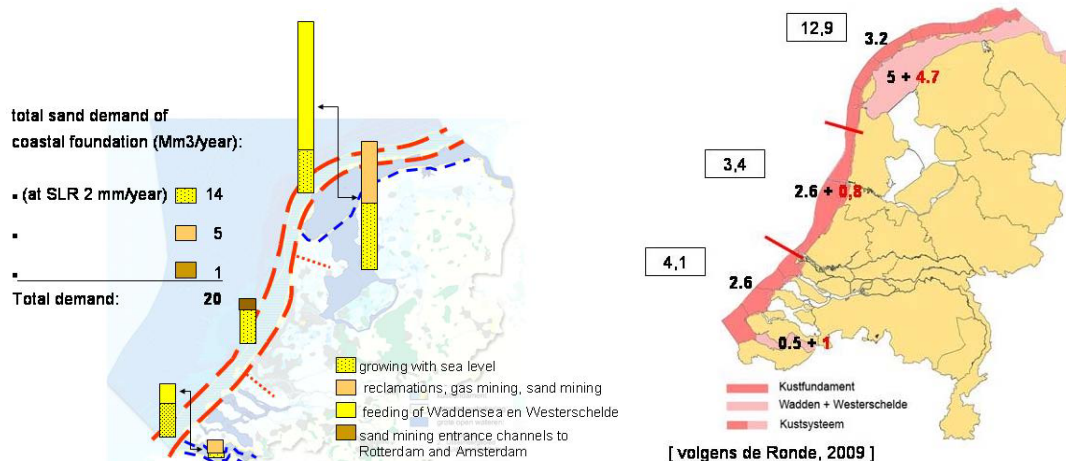 total sand demand of
coastal foundation (Mm3/year):
▪ (at SLR 2 mm/year) 14
▪ 5
▪ 1
Total demand: 20
growing with sea level
reclamations, gas mining, sand mining
feeding of Waddensea en Westerschelde
sand mining entrance channels to
Rotterdam and Amsterdam
12,9
3.2
5 + 4.7
3,4
2.6 + 0,8
4,1
2.6
0.5 + 1
Kustfundament
Wadden + Westerschelde
Kustsysteem
[ volgens de Ronde, 2009 ]